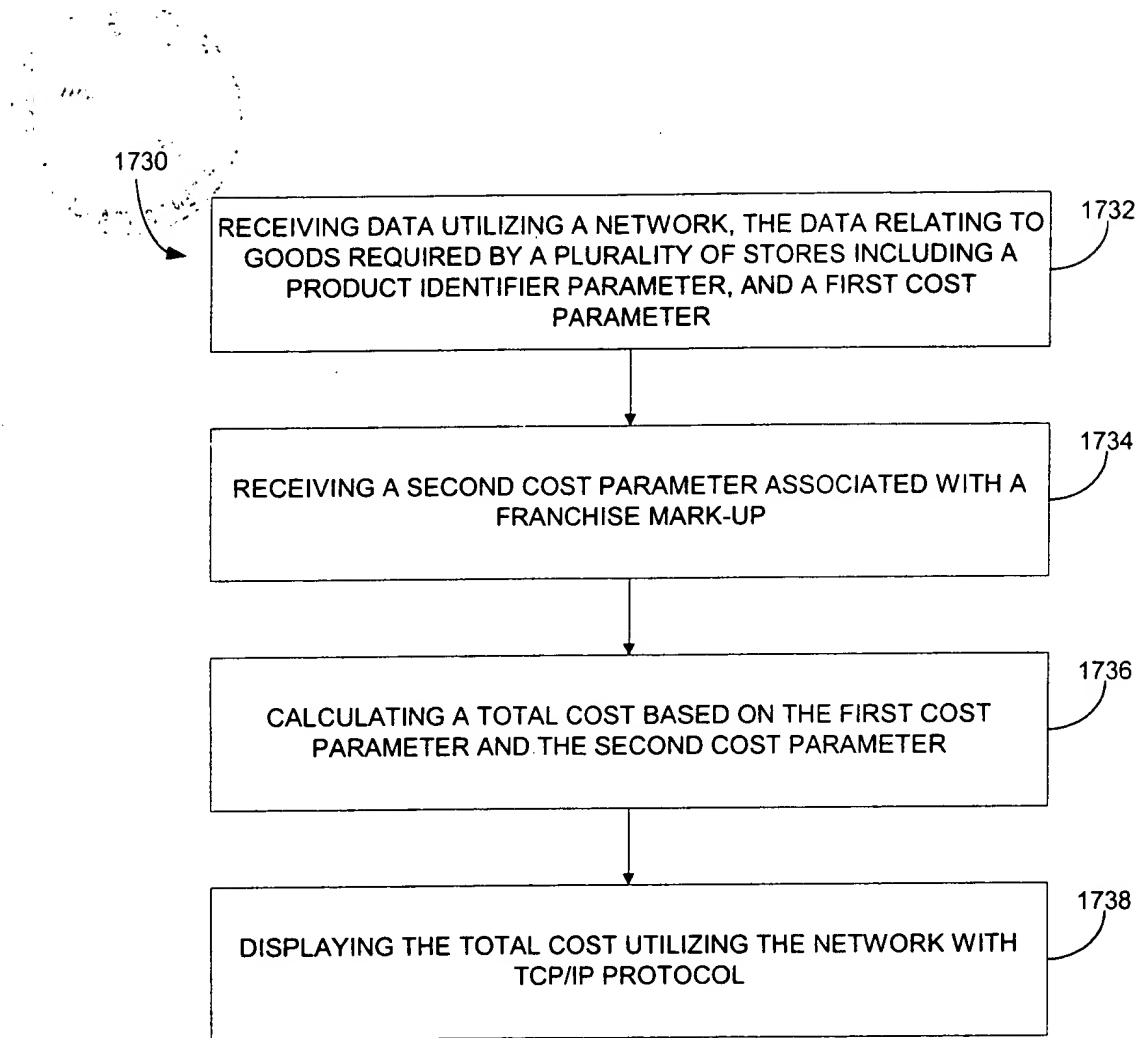 1730
RECEIVING DATA UTILIZING A NETWORK, THE DATA RELATING TO
GOODS REQUIRED BY A PLURALITY OF STORES INCLUDING A
PRODUCT IDENTIFIER PARAMETER, AND A FIRST COST
PARAMETER
1732
RECEIVING A SECOND COST PARAMETER ASSOCIATED WITH A
FRANCHISE MARK-UP
1734
CALCULATING A TOTAL COST BASED ON THE FIRST COST
PARAMETER AND THE SECOND COST PARAMETER
1736
DISPLAYING THE TOTAL COST UTILIZING THE NETWORK WITH
TCP/IP PROTOCOL
1738